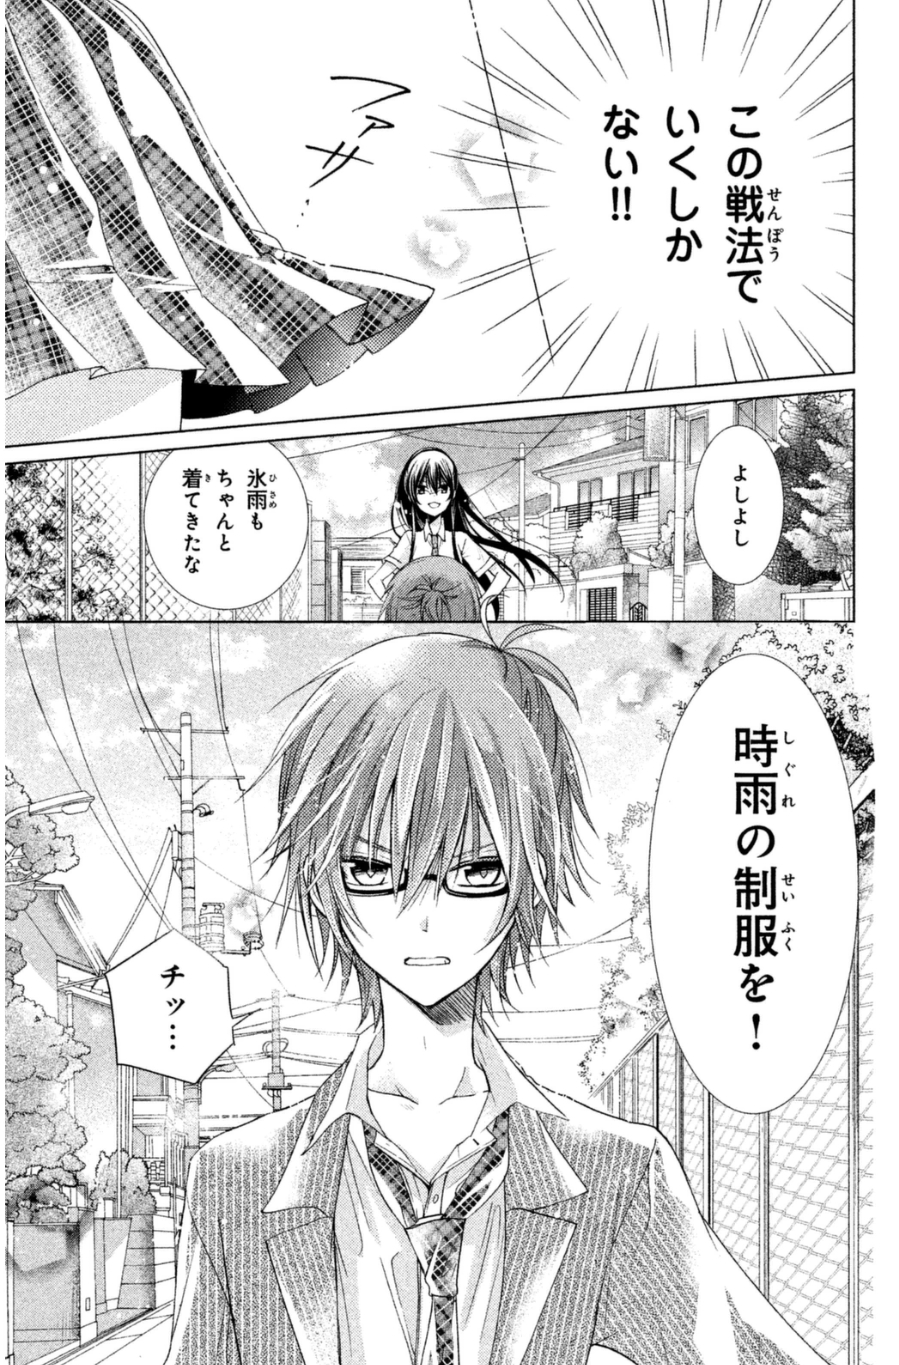 この戦法で
いくしか
ない!!
ファサ
よしよし
氷雨も
ちゃんと
着てきたな
時雨の制服を!
チッ…